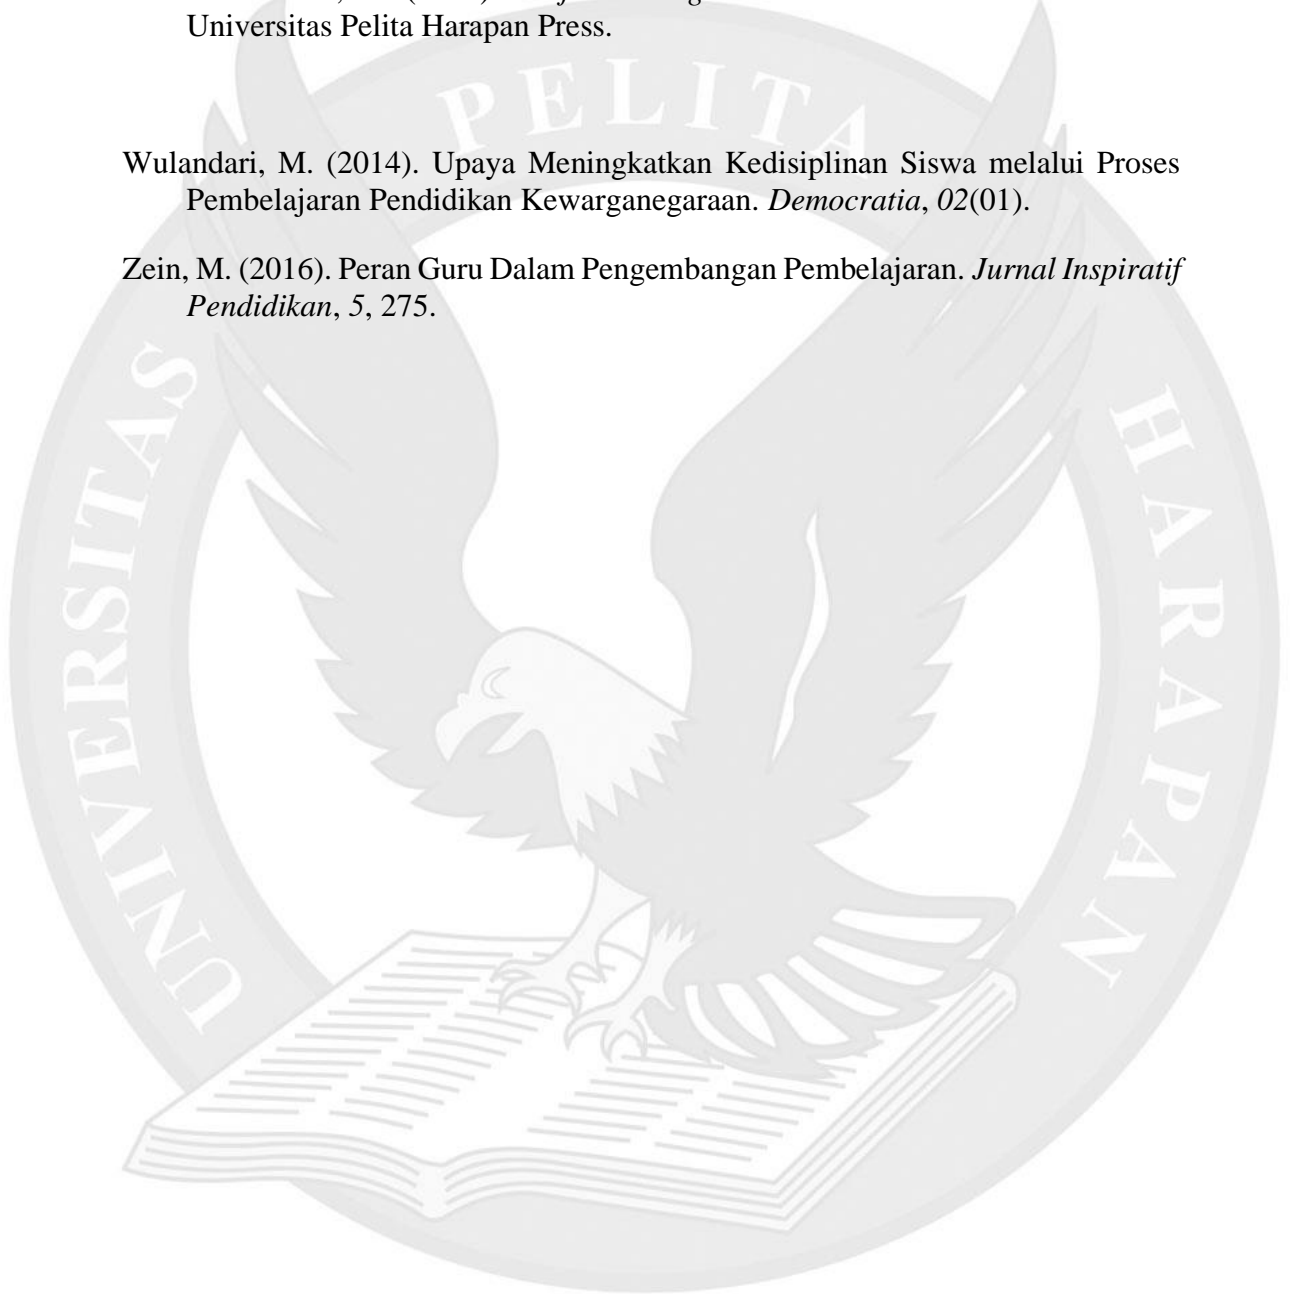 Universitas Pelita Harapan Press.
Wulandari, M. (2014). Upaya Meningkatkan Kedisiplinan Siswa melalui Proses
Pembelajaran Pendidikan Kewarganegaraan. Democratia, 02(01).
Zein, M. (2016). Peran Guru Dalam Pengembangan Pembelajaran. Jurnal Inspiratif
Pendidikan, 5, 275.
UNIVERSITAS PELITA HARAPAN